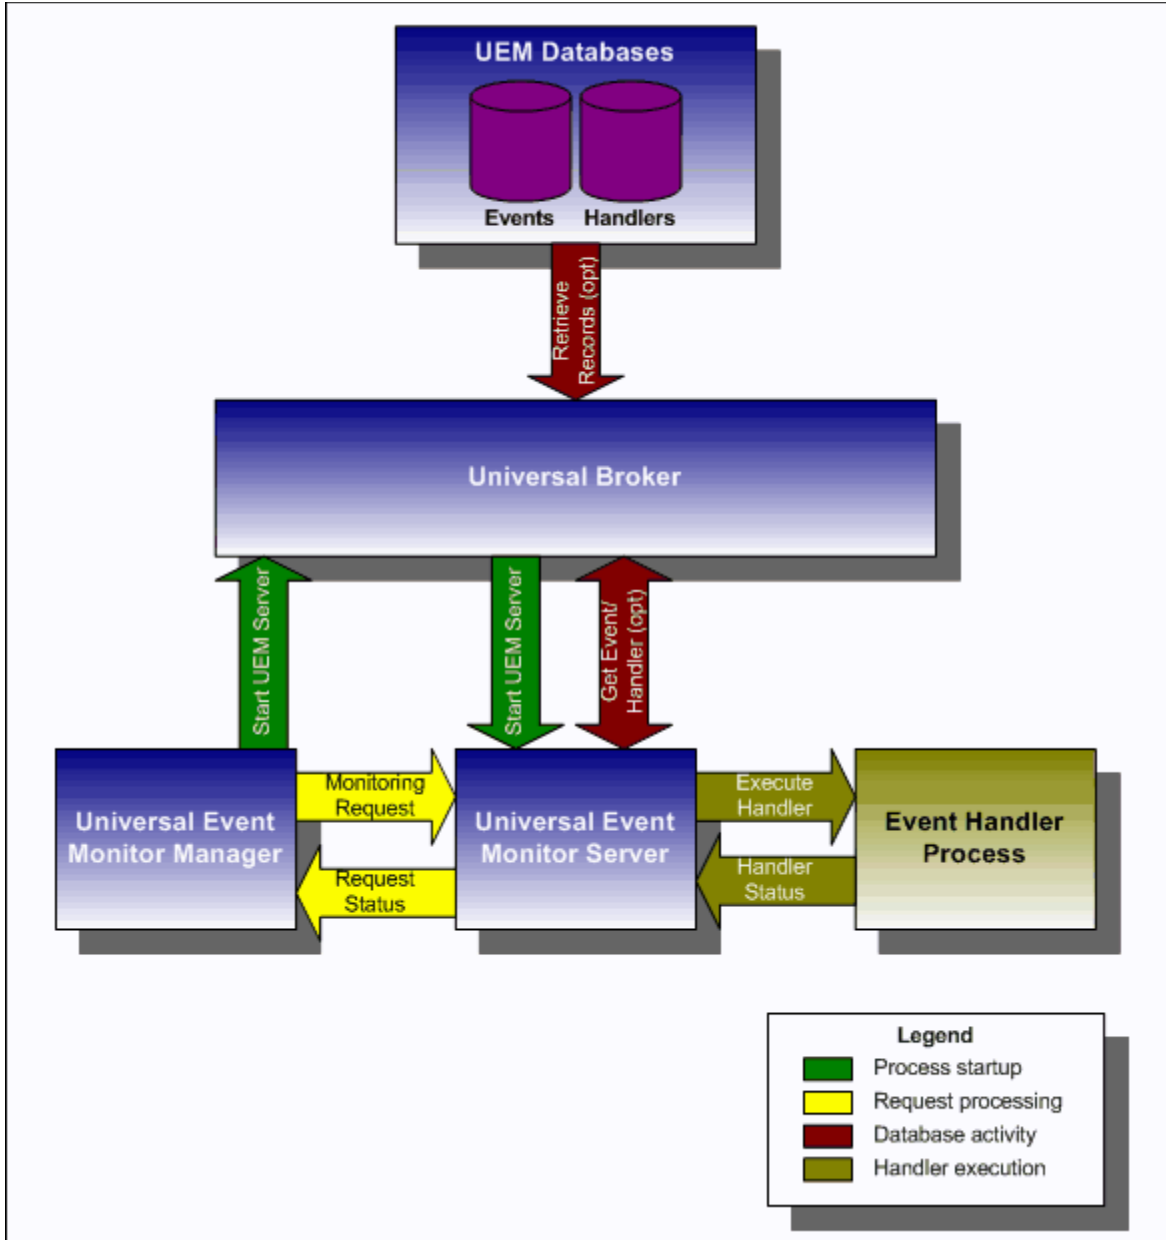 UEM Databases
Events
Handlers
Retrieve
Records (opt)
Universal Broker
Start UEM Server
Start UEM Server
Get Event/
Handler (opt)
Universal Event
Monitor Manager
Monitoring
Request
Request
Status
Universal Event
Monitor Server
Execute
Handler
Handler
Status
Event Handler
Process
Legend
Process startup
Request processing
Database activity
Handler execution